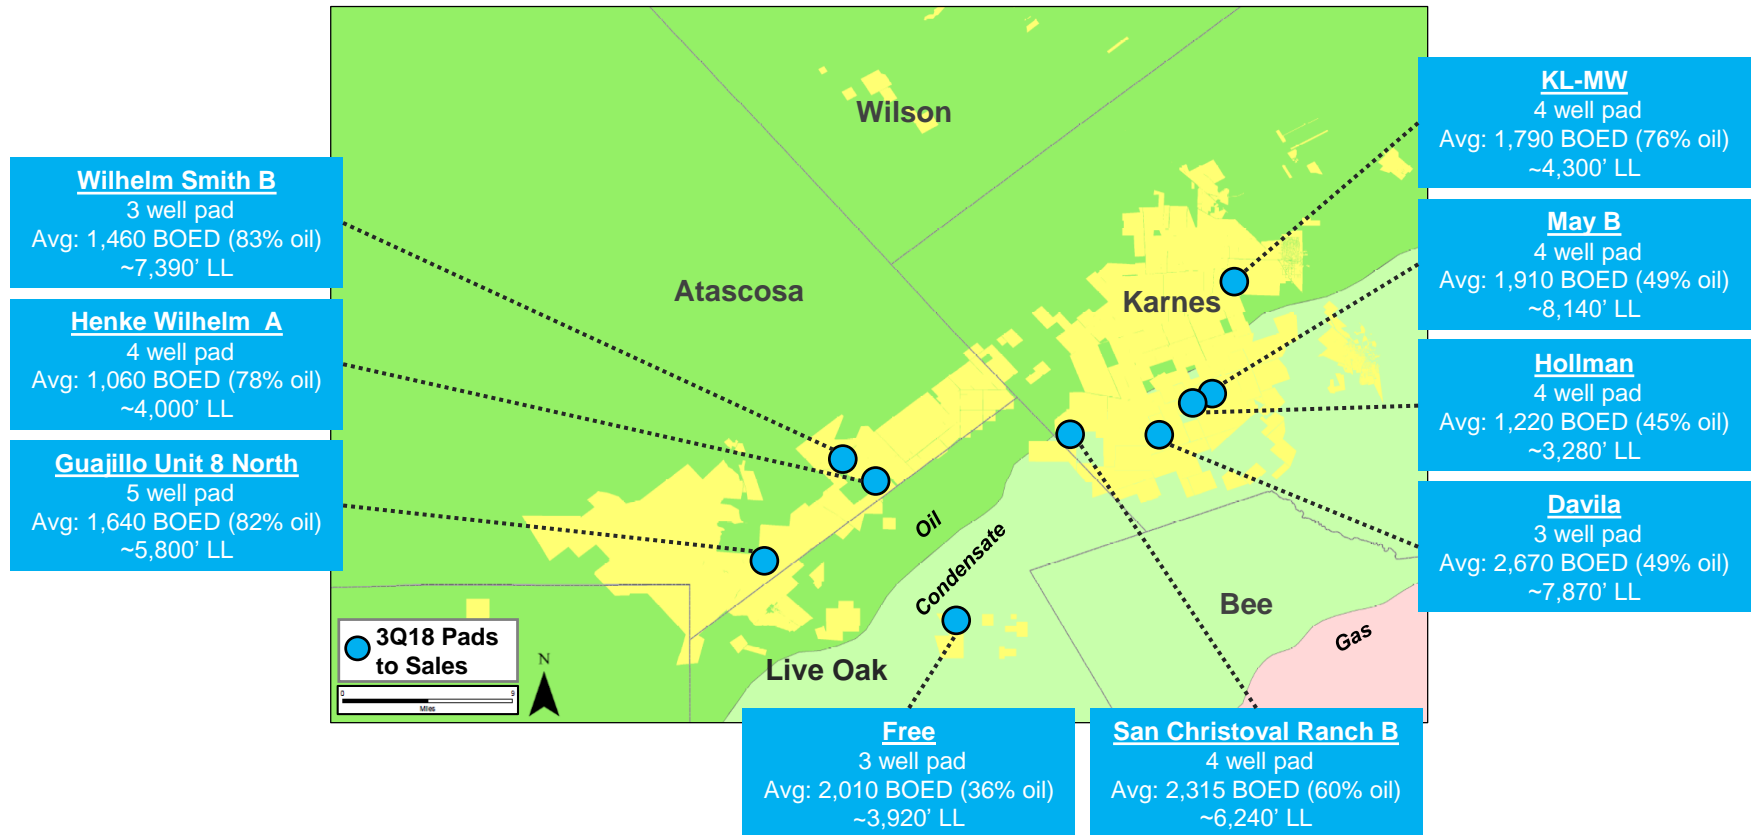 Wilhelm Smith B
3 well pad
Avg: 1,460 BOED (83% oil)
~7,390’ LL
Henke Wilhelm  A
4 well pad
Avg: 1,060 BOED (78% oil)
~4,000’ LL
Guajillo Unit 8 North
5 well pad
Avg: 1,640 BOED (82% oil)
~5,800’ LL
Wilson
Atascosa
Karnes
Oil
Condensate
Bee
Gas
Live Oak
3Q18 Pads
to Sales
N
0 9
Miles
KL-MW
4 well pad
Avg: 1,790 BOED (76% oil)
~4,300’ LL
May B
4 well pad
Avg: 1,910 BOED (49% oil)
~8,140’ LL
Hollman
4 well pad
Avg: 1,220 BOED (45% oil)
~3,280’ LL
Davila
3 well pad
Avg: 2,670 BOED (49% oil)
~7,870’ LL
Free
3 well pad
Avg: 2,010 BOED (36% oil)
~3,920’ LL
San Christoval Ranch B
4 well pad
Avg: 2,315 BOED (60% oil)
~6,240’ LL